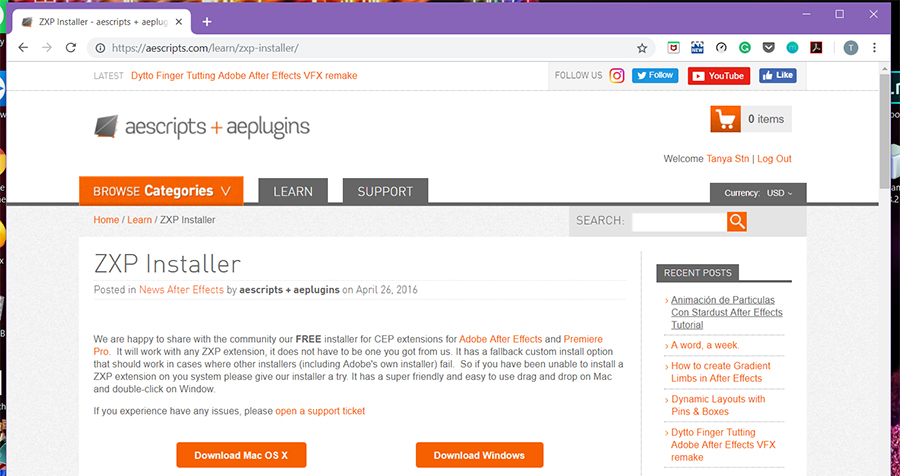 ZXP Installer - aescripts + aeplug
https://aescripts.com/learn/zxp-installer/
NEW
T
LATEST Dytto Finger Tutting Adobe After Effects VFX remake
FOLLOW US Follow YouTube Like
aescripts + aeplugins
0 items
Welcome Tanya Stn | Log Out
BROWSE Categories V LEARN SUPPORT
Currency: USD
Home / Learn / ZXP Installer
SEARCH:
ZXP Installer
Posted in News After Effects by aescripts + aeplugins on April 26, 2016
We are happy to share with the community our FREE installer for CEP extensions for Adobe After Effects and Premiere
Pro. It will work with any ZXP extension, it does not have to be one you got from us. It has a fallback custom install option
that should work in cases where other installers (including Adobe's own installer) fail. So if you have been unable to install a
ZXP extension on you system please give our installer a try. It has a super friendly and easy to use drag and drop on Mac
and double-click on Window.
If you experience have any issues, please open a support ticket
Download Mac OS X Download Windows
RECENT POSTS
Animación de Particulas
Con Stardust After Effects
Tutorial
A word, a week.
How to create Gradient
Limbs in After Effects
Dynamic Layouts with
Pins & Boxes
Dytto Finger Tutting
Adobe After Effects VFX
remake